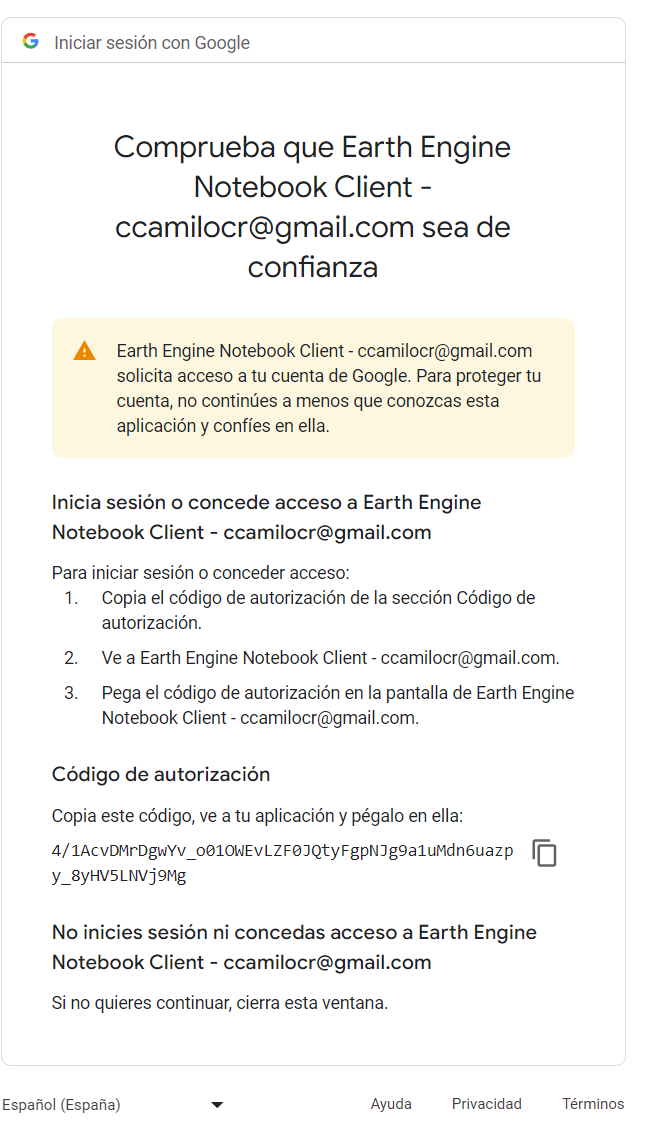 Iniciar sesión con Google
Comprueba que Earth Engine
Notebook Client -
ccamilocr@gmail.com sea de
confianza
Earth Engine Notebook Client - ccamilocr@gmail.com
solicita acceso a tu cuenta de Google. Para proteger tu
cuenta, no continúes a menos que conozcas esta
aplicación y confíes en ella.
Inicia sesión o concede acceso a Earth Engine
Notebook Client - ccamilocr@gmail.com
Para iniciar sesión o conceder acceso:
1. Copia el código de autorización de la sección Código de
autorización.
2. Ve a Earth Engine Notebook Client - ccamilocr@gmail.com.
3. Pega el código de autorización en la pantalla de Earth Engine
Notebook Client - ccamilocr@gmail.com.
Código de autorización
Copia este código, ve a tu aplicación y pégalo en ella:
4/1AcvDMrDgwYv_o01OWEvLZF0JQtyFgpNJg9a1uMdn6uazp
y_8yHV5LNVj9Mg
No inicies sesión ni concedas acceso a Earth Engine
Notebook Client - ccamilocr@gmail.com
Si no quieres continuar, cierra esta ventana.
Español (España) Ayuda Privacidad Términos